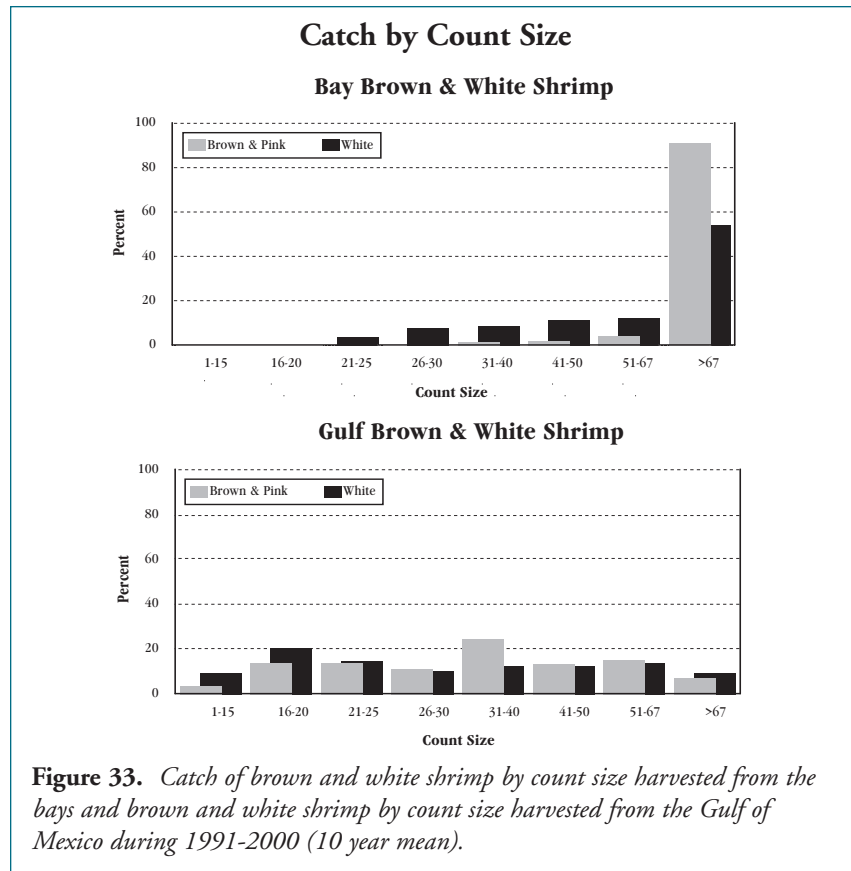 Catch by Count Size
Bay Brown & White Shrimp
100
80
60
40
20
0
Percent
Brown & Pink White
1-15 16-20 21-25 26-30 31-40 41-50 51-67 >67
Count Size
Gulf Brown & White Shrimp
100
80
60
40
20
0
Percent
Brown & Pink White
1-15 16-20 21-25 26-30 31-40 41-50 51-67 >67
Count Size
Figure 33. Catch of brown and white shrimp by count size harvested from the
bays and brown and white shrimp by count size harvested from the Gulf of
Mexico during 1991-2000 (10 year mean).